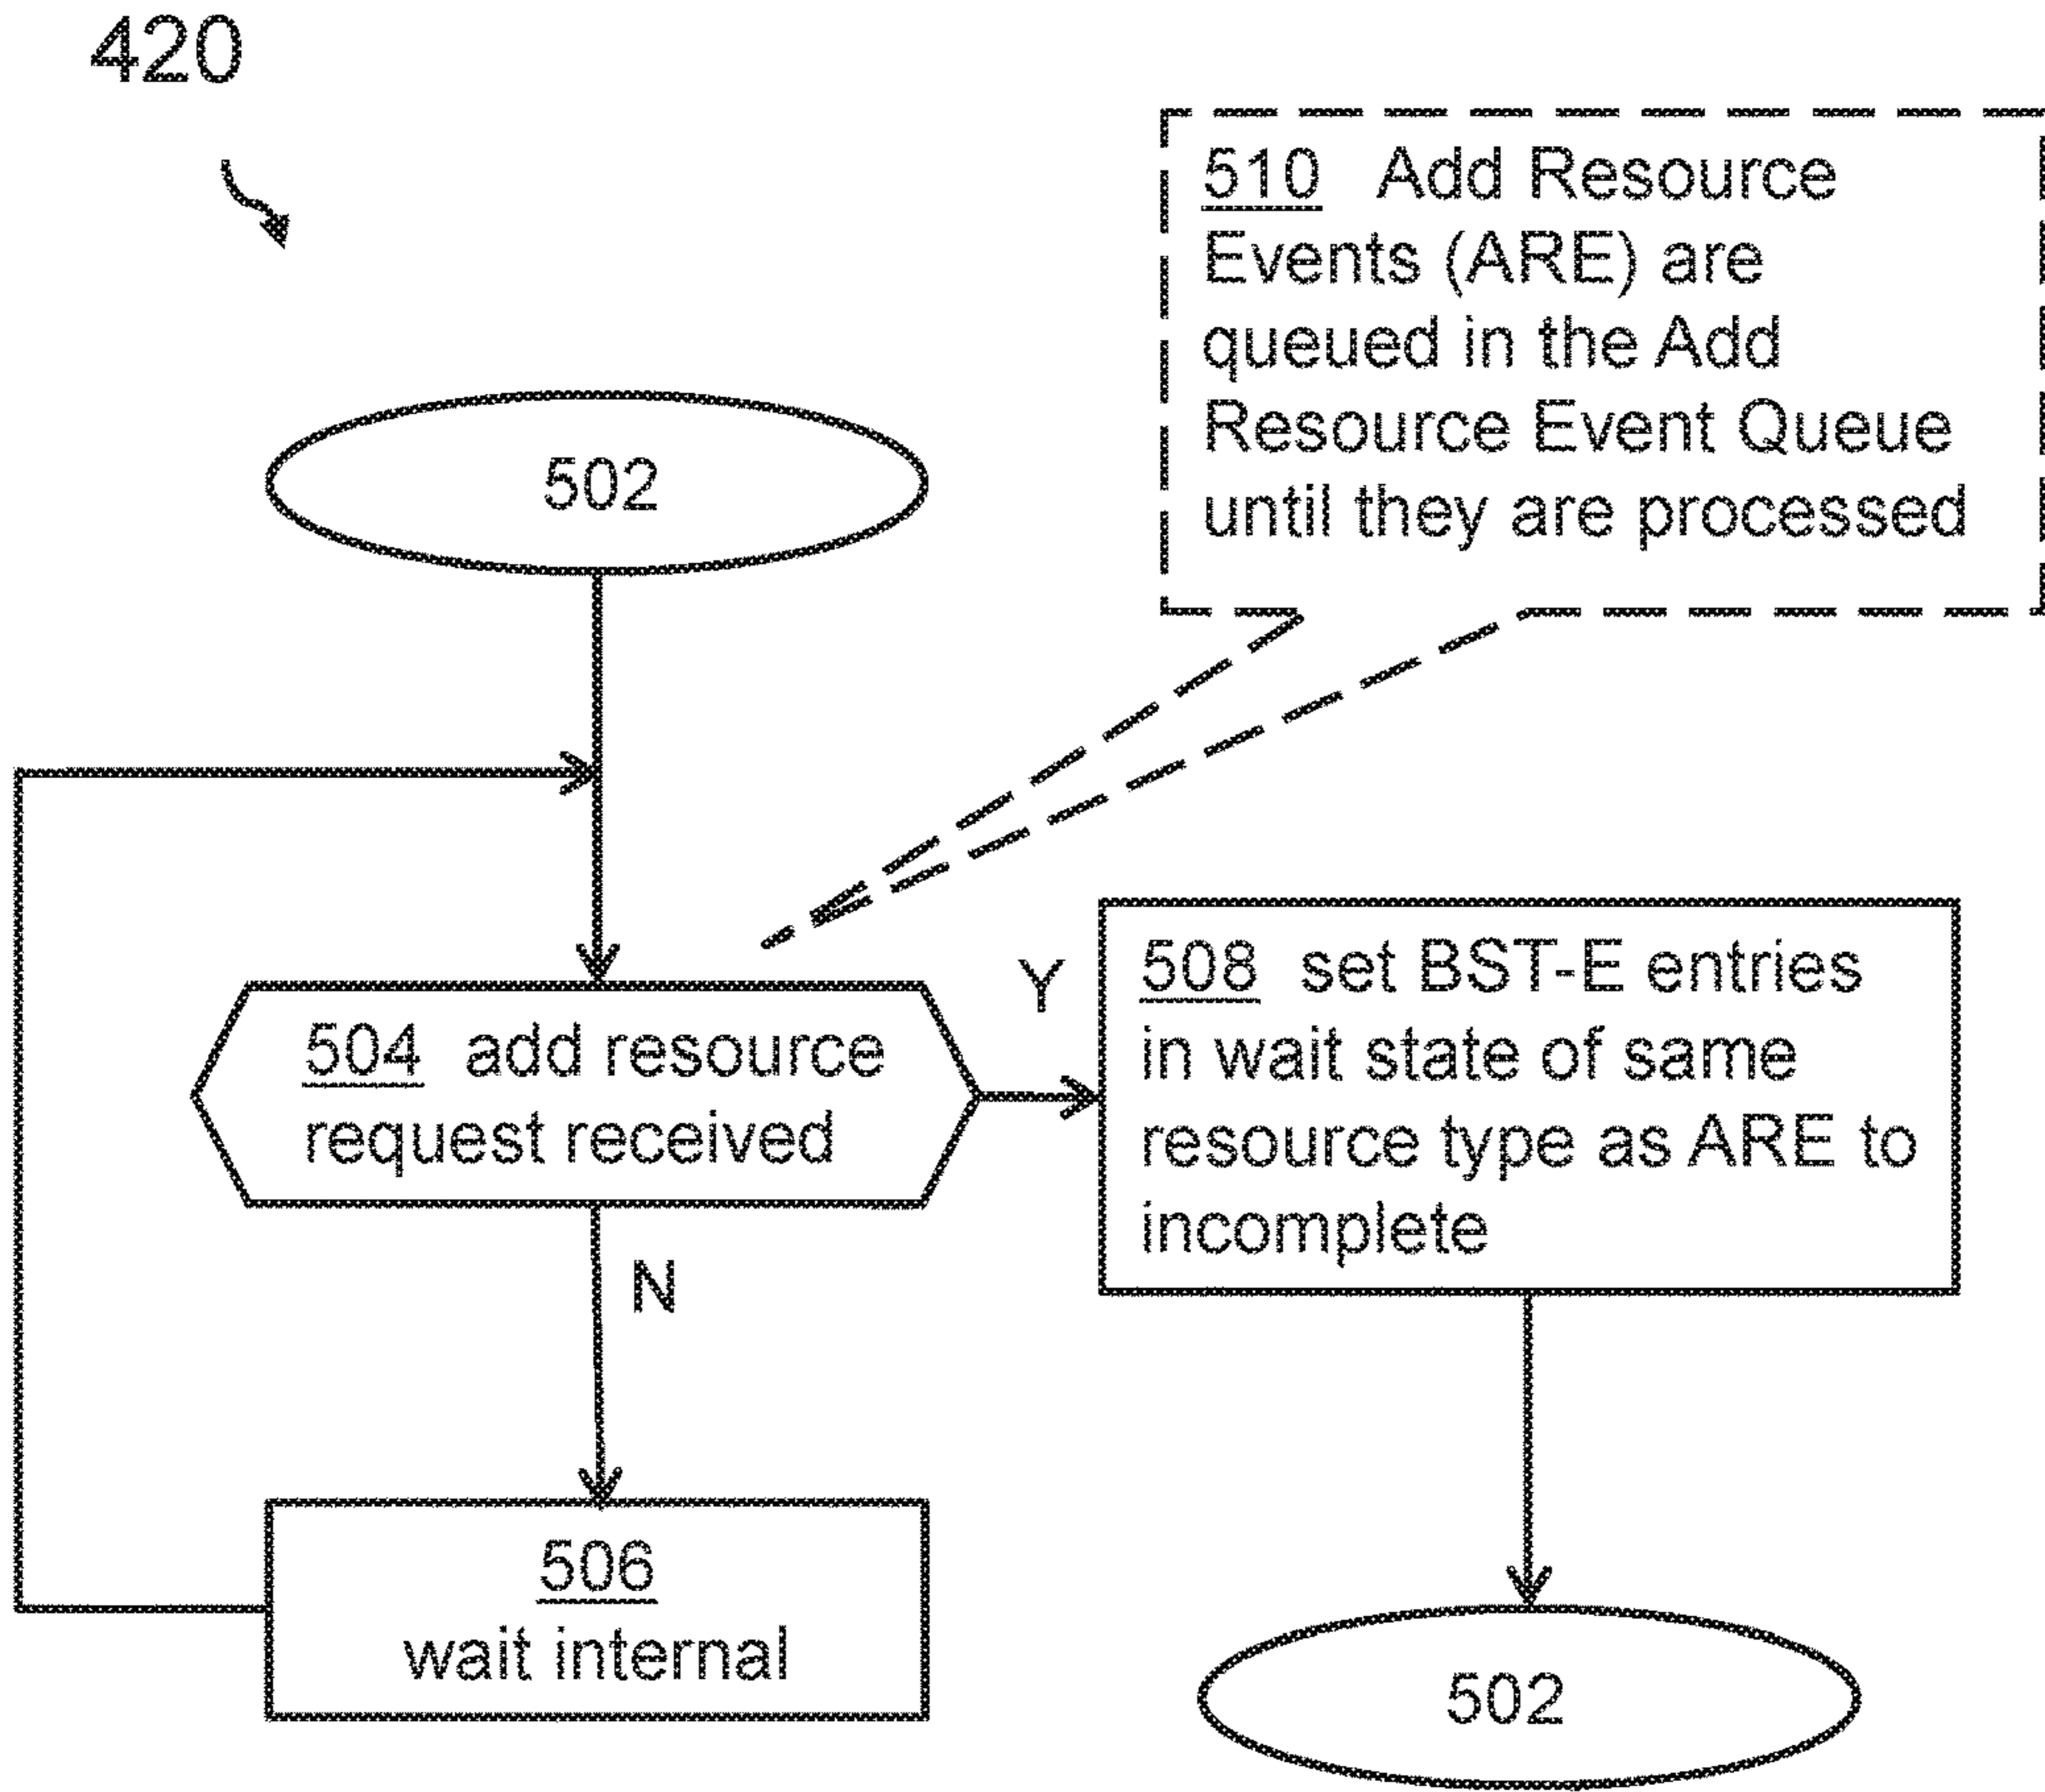 420
510 Add Resource
Events (ARE) are
queued in the Add
Resource Event Queue
until they are processed
502
504 add resource
request received
Y
508 set BST-E entries
in wait state of same
resource type as ARE to
incomplete
N
506
wait internal
502